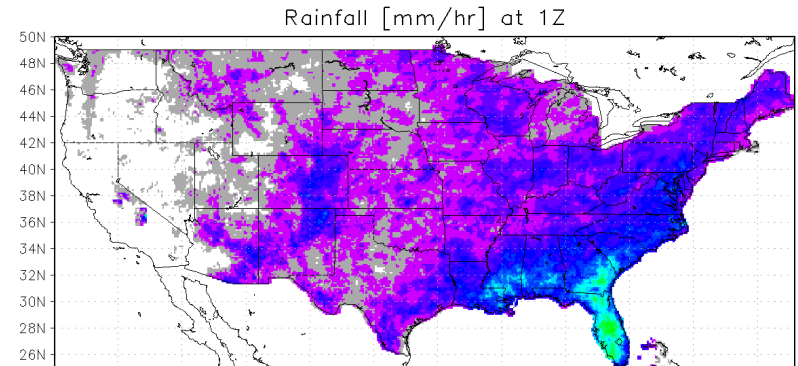 Rainfall [mm/hr] at 1Z
50N
48N
46N
44N
42N
40N
38N
36N
34N
32N
30N
28N
26N